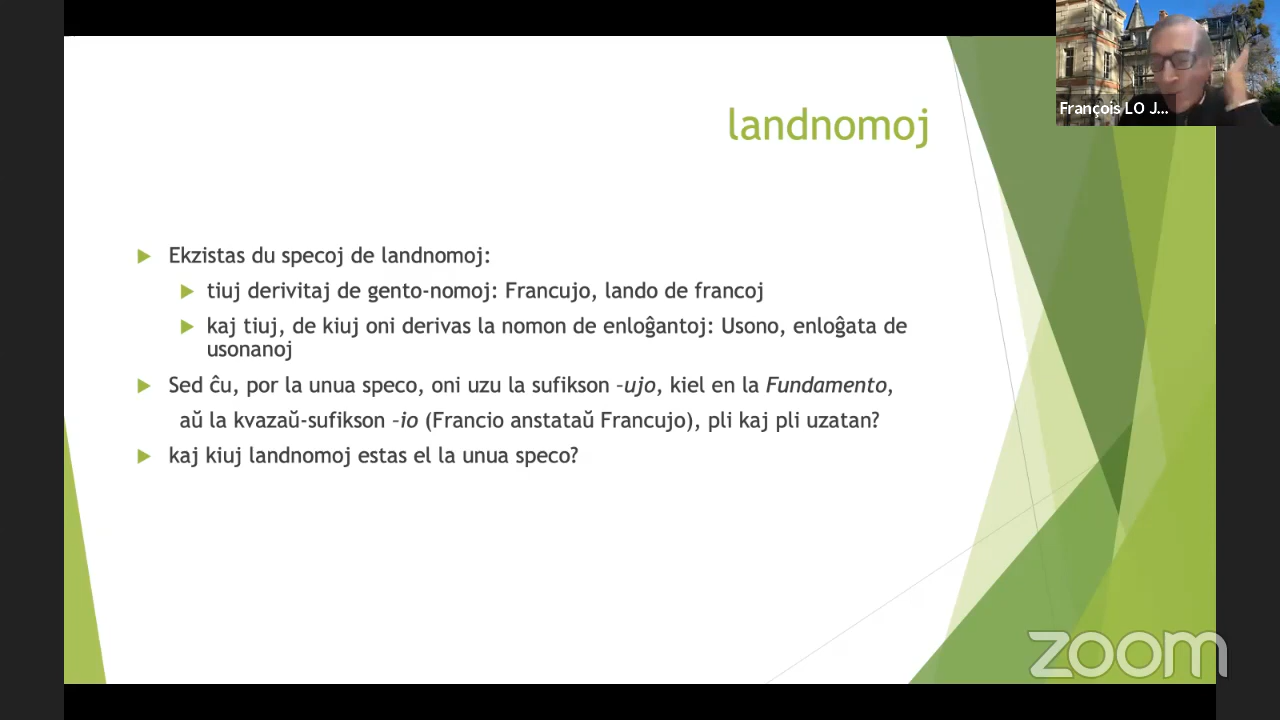 François LO J...
landnomoj
Ekzistas du specoj de landnomoj:
tiuj derivitaj de gento-nomoj: Francujo, lando de francoj
kaj tiuj, de kiuj oni derivas la nomon de enloĝantoj: Usono, enloĝata de
usonanoj
Sed ĉu, por la unua speco, oni uzu la sufikson –ujo, kiel en la Fundamento,
aŭ la kvazaŭ-sufikson –io (Francio anstataŭ Francujo), pli kaj pli uzatan?
kaj kiuj landnomoj estas el la unua speco?
zoom